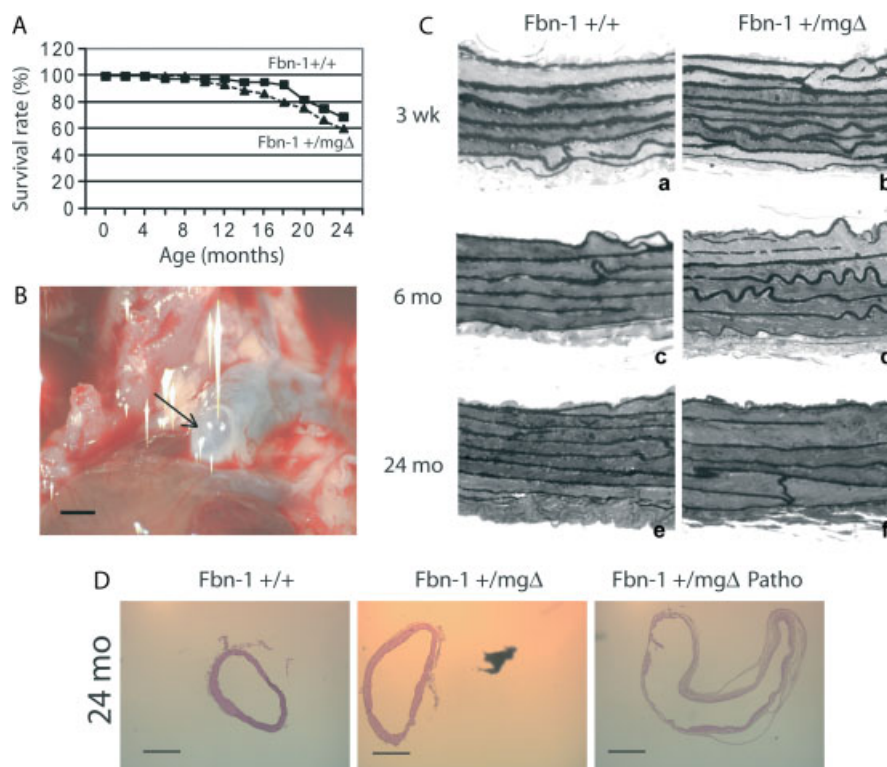 A
Survival rate (%)
120
100
80
60
40
20
0
Fbn-1+/+
Fbn-1 +/mgΔ
0 4 8 12 16 20 24
Age (months)
B
C
Fbn-1 +/+ Fbn-1 +/mgΔ
3 wk
a b
6 mo
c d
24 mo
e f
D
Fbn-1 +/+ Fbn-1 +/mgΔ Fbn-1 +/mgΔ Patho
24 mo